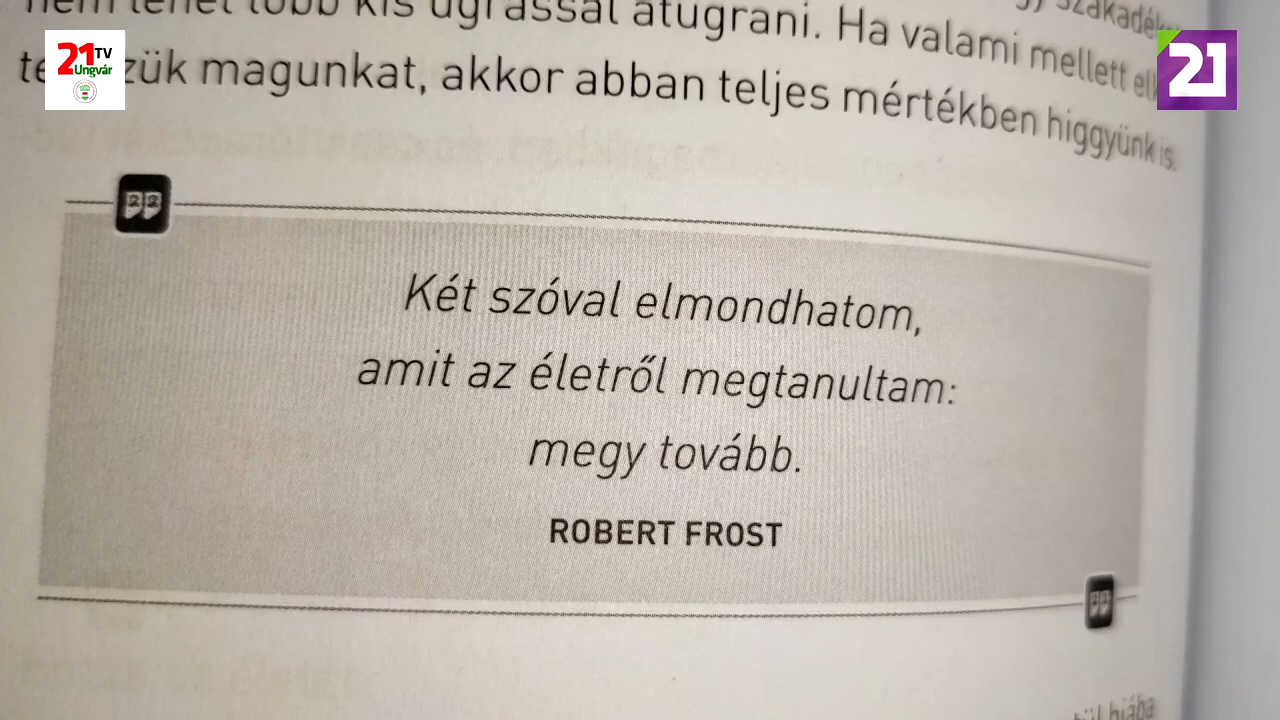 szakadék
nem lehet több kis ugrással átugrani. Ha valami mellett
zük magunkat, akkor abban teljes mértékben higgyünk is.
21 TV
Ungvár
21
Két szóval elmondhatom,
amit az életről megtanultam:
megy tovább.
ROBERT FROST